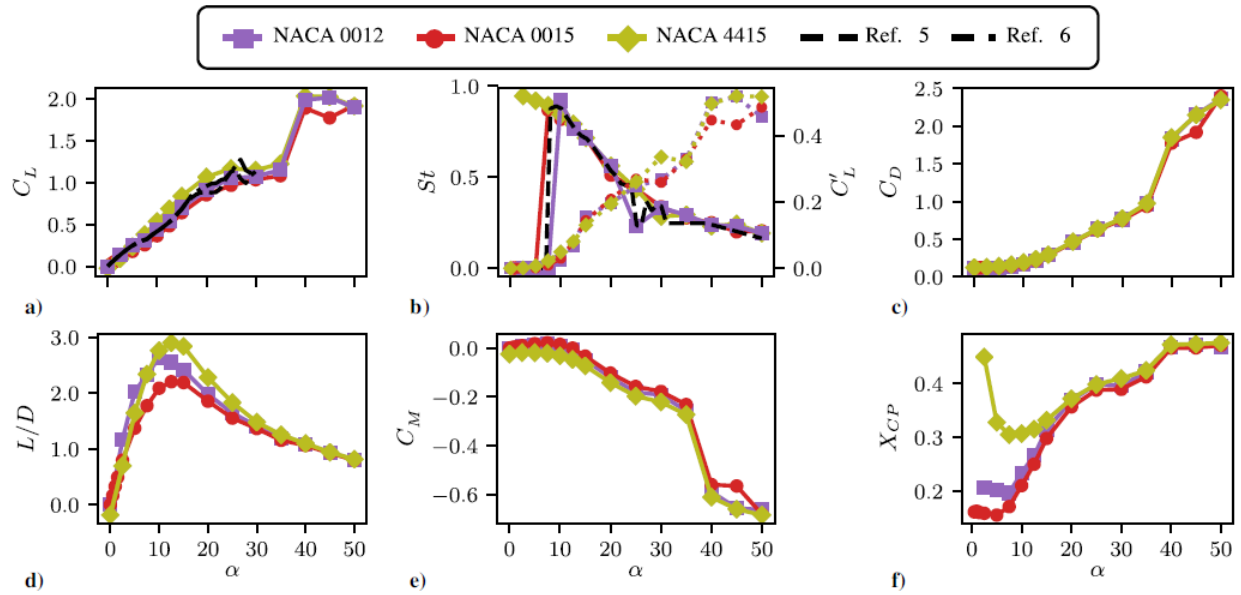 NACA 0012 NACA 0015 NACA 4415 Ref. 5 Ref. 6
2.0
1.5
1.0
0.5
0.0
C_L
a)
1.0
0.5
0.0
St
0.4
0.2
0.0
C'_L
b)
2.5
2.0
1.5
1.0
0.5
0.0
C_D
c)
3.0
2.0
1.0
0.0
L/D
0 10 20 30 40 50
α
d)
0.0
−0.2
−0.4
−0.6
C_M
0 10 20 30 40 50
α
e)
0.4
0.3
0.2
X_CP
0 10 20 30 40 50
α
f)